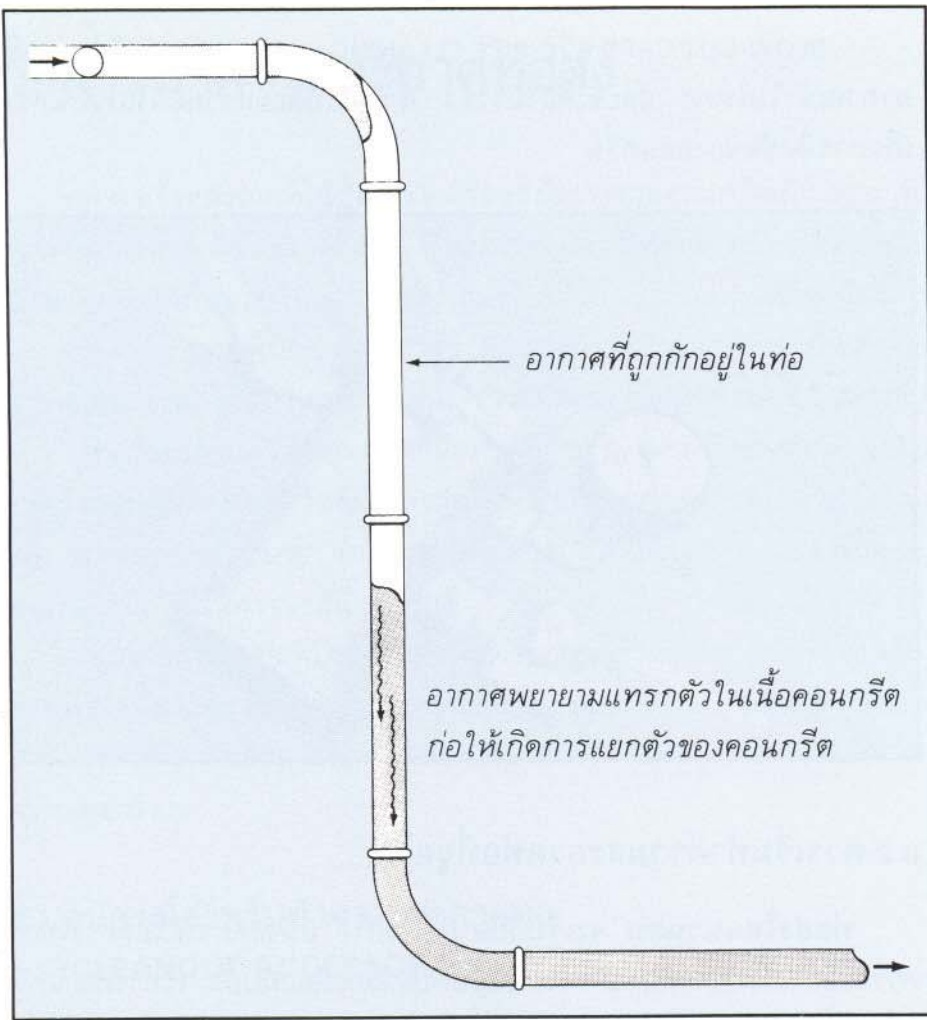 อากาศที่ถูกกักอยู่ในท่อ
อากาศพยายามแทรกตัวในเนื้อคอนกรีต
ก่อให้เกิดการแยกตัวของคอนกรีต